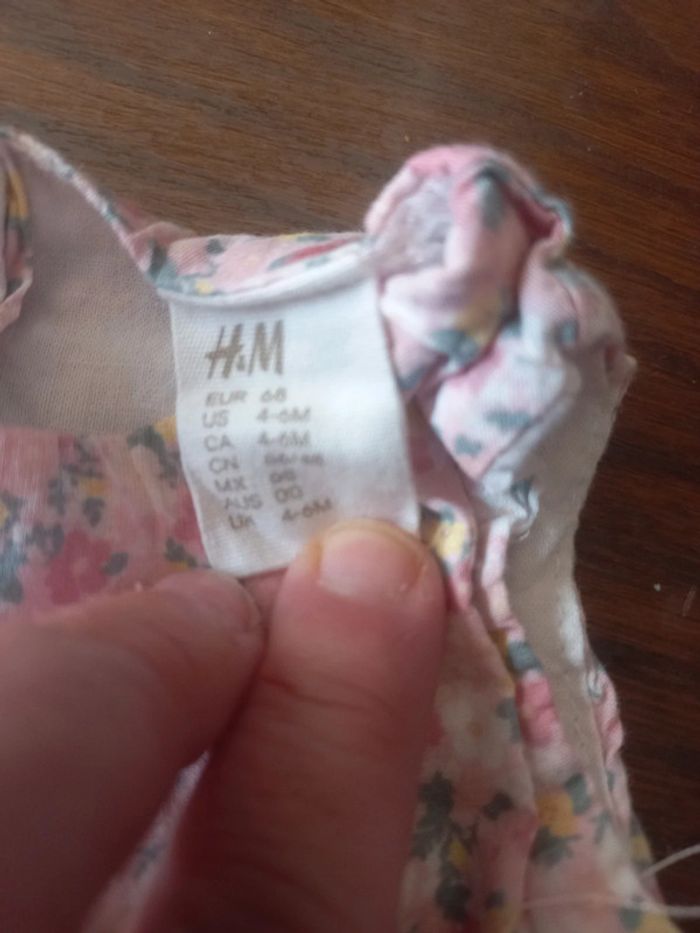 H&M
EUR 68
US 4-6M
CA 4-6M
CN
MX
AUS 00
UK 4-6M